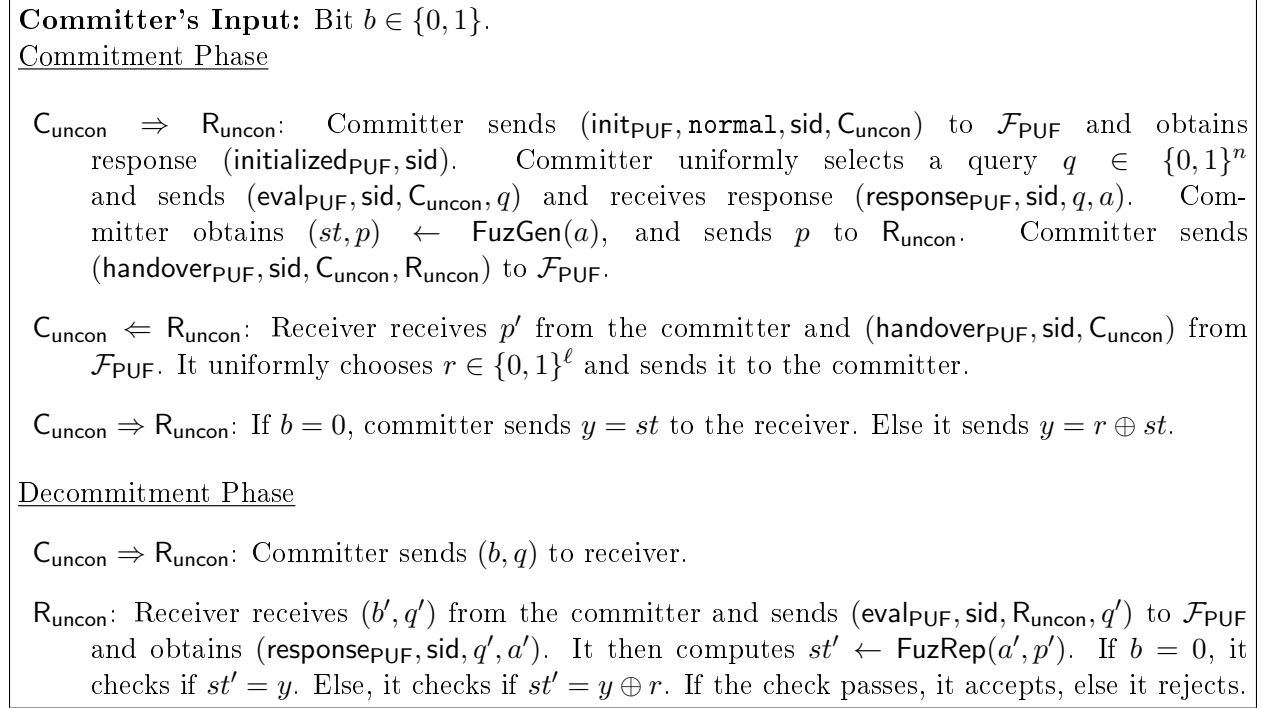 Committer's Input: Bit b ∈ {0, 1}.
Commitment Phase
C_uncon ⇒ R_uncon: Committer sends (init_PUF, normal, sid, C_uncon) to F_PUF and obtains
response (initialized_PUF, sid). Committer uniformly selects a query q ∈ {0, 1}^n
and sends (eval_PUF, sid, C_uncon, q) and receives response (response_PUF, sid, q, a). Com-
mitter obtains (st, p) ← FuzGen(a), and sends p to R_uncon. Committer sends
(handover_PUF, sid, C_uncon, R_uncon) to F_PUF.
C_uncon ⇐ R_uncon: Receiver receives p′ from the committer and (handover_PUF, sid, C_uncon) from
F_PUF. It uniformly chooses r ∈ {0, 1}^ℓ and sends it to the committer.
C_uncon ⇒ R_uncon: If b = 0, committer sends y = st to the receiver. Else it sends y = r ⊕ st.
Decommitment Phase
C_uncon ⇒ R_uncon: Committer sends (b, q) to receiver.
R_uncon: Receiver receives (b′, q′) from the committer and sends (eval_PUF, sid, R_uncon, q′) to F_PUF
and obtains (response_PUF, sid, q′, a′). It then computes st′ ← FuzRep(a′, p′). If b = 0, it
checks if st′ = y. Else, it checks if st′ = y ⊕ r. If the check passes, it accepts, else it rejects.